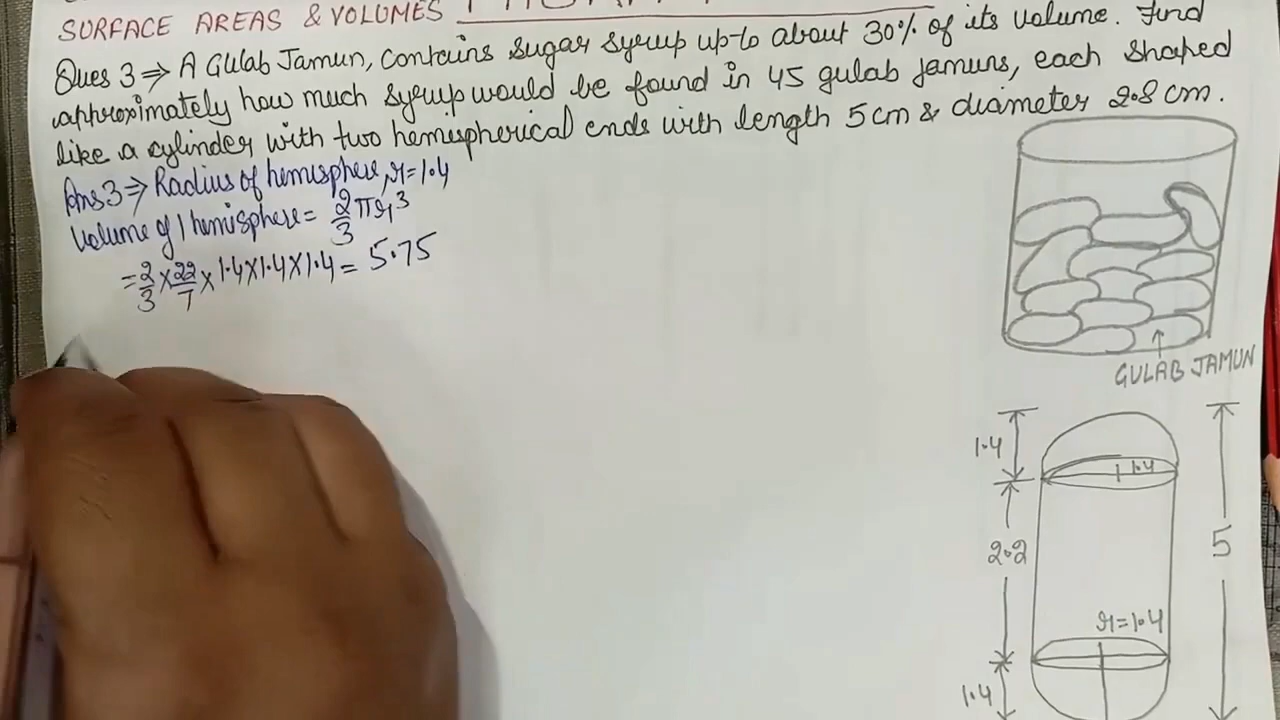 SURFACE AREAS & VOLUMES
Ques 3 ⇒ A Gulab Jamun, contains sugar syrup up-to about 30% of its volume. Find
approximately how much syrup would be found in 45 gulab jamuns, each shaped
like a cylinder with two hemispherical ends with length 5 cm & diameter 2.8 cm.
Ans 3 ⇒ Radius of hemisphere, r = 1.4
Volume of 1 hemisphere = 2/3 πr³
= 2/3 × 22/7 × 1.4 × 1.4 × 1.4 = 5.75
GULAB JAMUN
1.4
1.4
2.2
5
r = 1.4
1.4